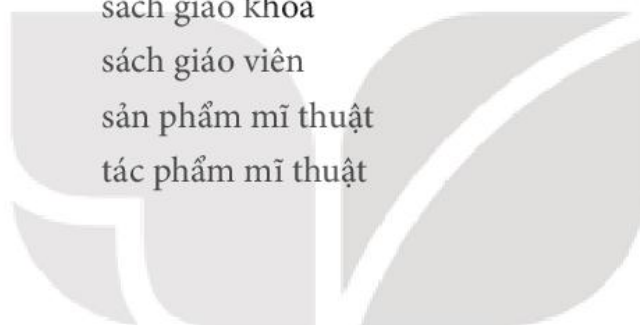 sách giáo khoa
sách giáo viên
sản phẩm mĩ thuật
tác phẩm mĩ thuật